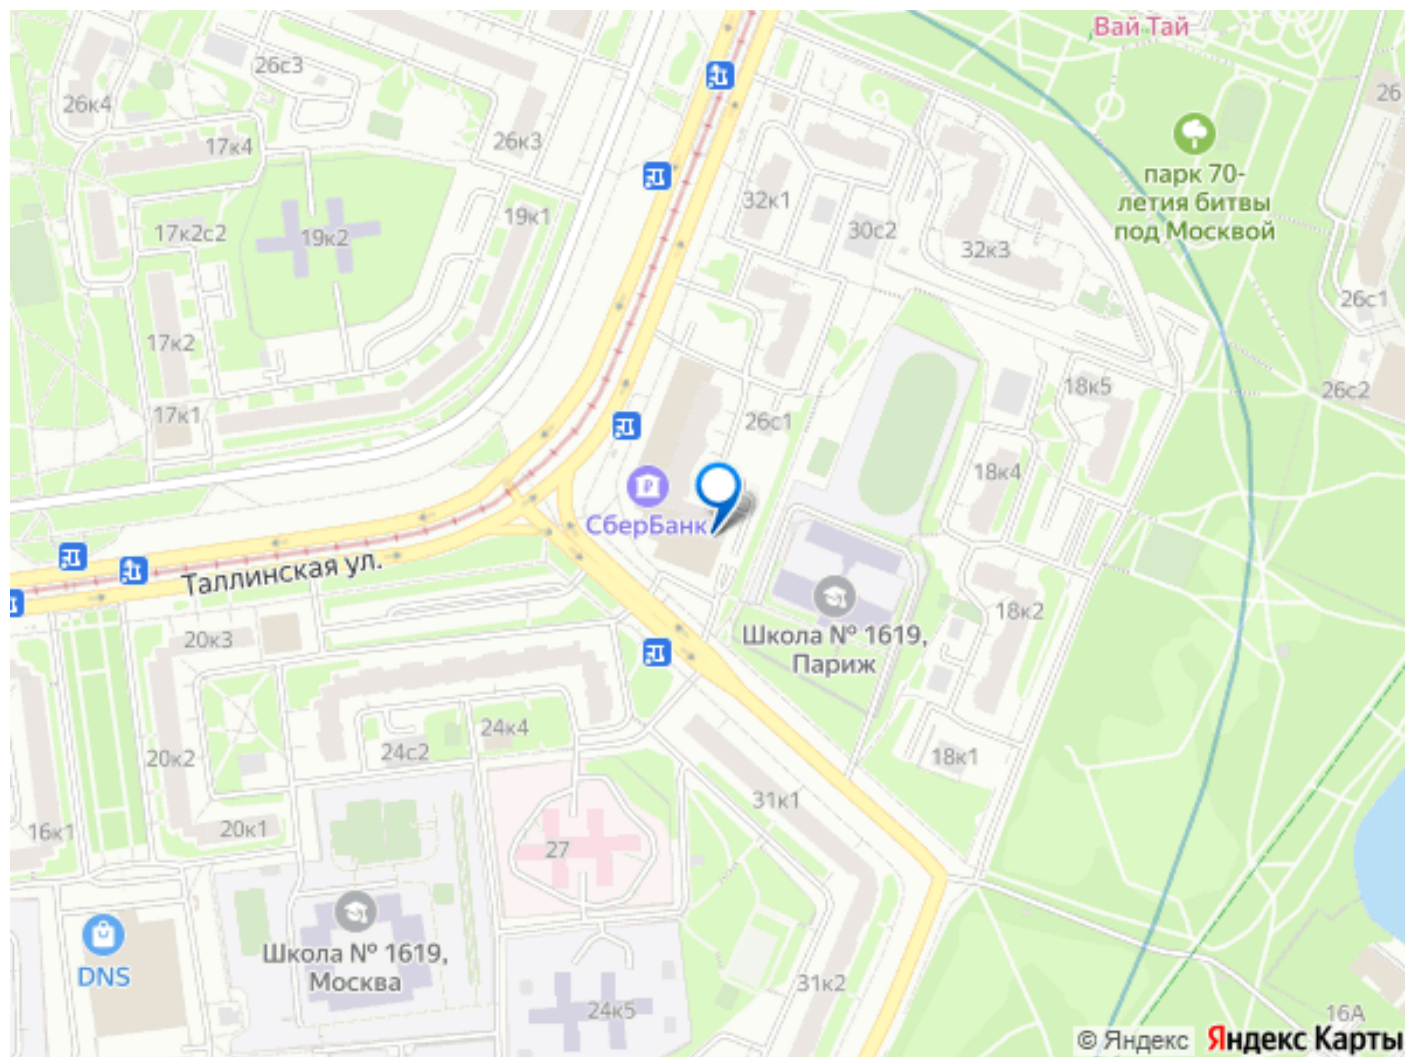 Вай Тай
26с3
26к4
26
17к4
26к3
парк 70-
летия битвы
под Москвой
32к1
19к1
17к2с2
19к2
30с2
32к3
26с1
17к2
18к5
26с2
17к1
26с1
18к4
СберБанк
Таллинская ул.
18к2
20к3
Школа № 1619,
Париж
24к4
24с2
20к2
18к1
31к1
16к1
20к1
27
Школа № 1619,
Москва
DNS
31к2
24к5
16А
© Яндекс Яндекс Карты